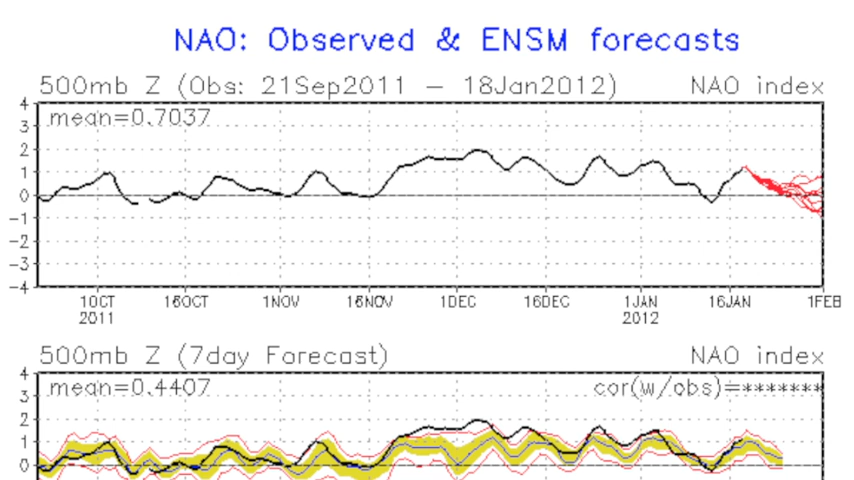 NAO: Observed & ENSM forecasts
500mb Z (Obs: 21Sep2011 – 18Jan2012) NAO index
mean=0.7037
4
3
2
1
0
-1
-2
-3
-4
10CT 160CT 1NOV 16NOV 1DEC 16DEC 1JAN 16JAN 1FEB
2011 2012
500mb Z (7day Forecast) NAO index
mean=0.4407 cor(w/obs)=*******
4
3
2
1
0